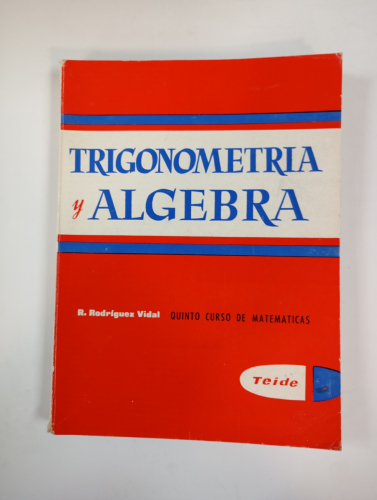 TRIGONOMETRIA
y ALGEBRA
R. Rodríguez Vidal QUINTO CURSO DE MATEMATICAS
Teide